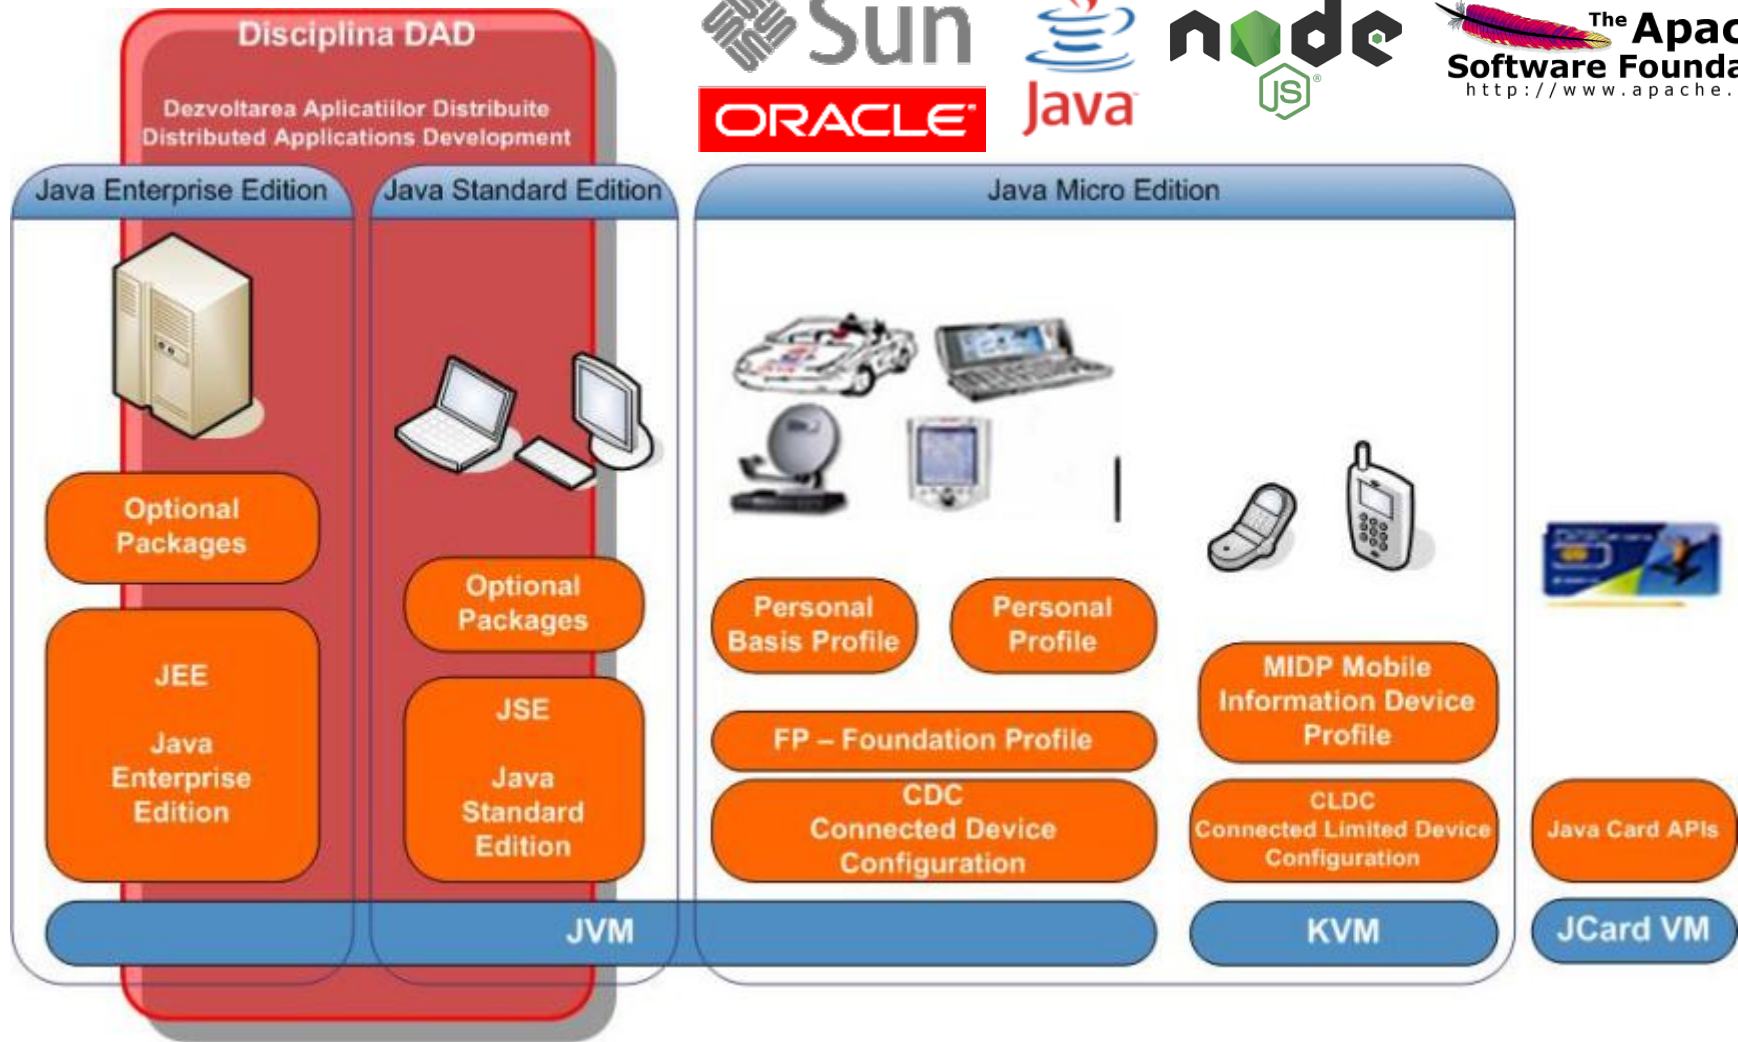 Disciplina DAD
Dezvoltarea Aplicatiilor Distribuite
Distributed Applications Development
Sun
ORACLE
Java
node
JS
The Apac
Software Founda
http://www.apache.
Java Enterprise Edition
Java Standard Edition
Java Micro Edition
Optional
Packages
JEE
Java
Enterprise
Edition
Optional
Packages
JSE
Java
Standard
Edition
Personal
Basis Profile
Personal
Profile
FP – Foundation Profile
CDC
Connected Device
Configuration
MIDP Mobile
Information Device
Profile
CLDC
Connected Limited Device
Configuration
Java Card APIs
JVM
KVM
JCard VM